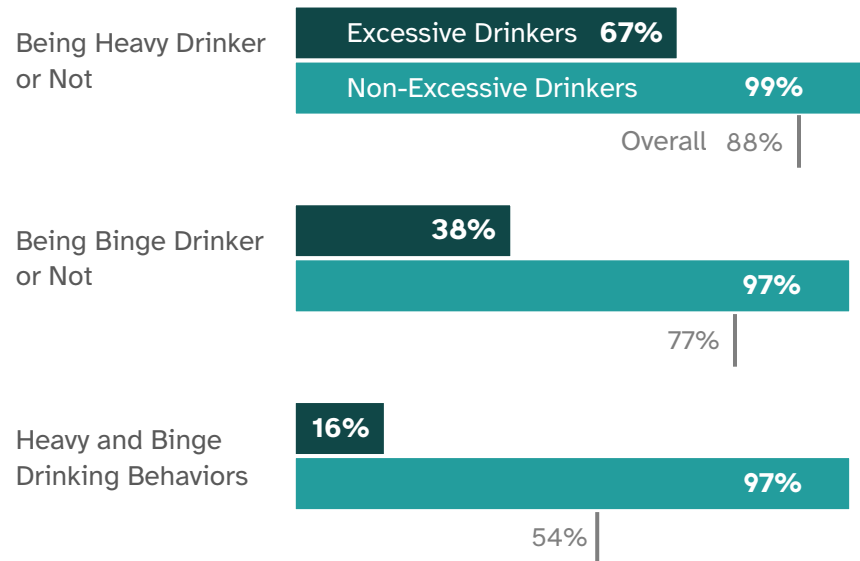 Being Heavy Drinker
or Not
Excessive Drinkers 67%
Non-Excessive Drinkers 99%
Overall 88%
Being Binge Drinker
or Not
38%
97%
77%
Heavy and Binge
Drinking Behaviors
16%
97%
54%